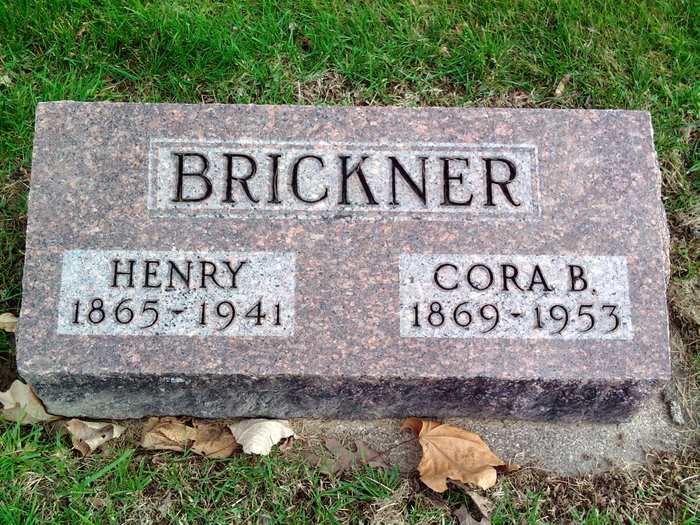 BRICKNER
HENRY
1865 - 1941
CORA B.
1869 - 1953